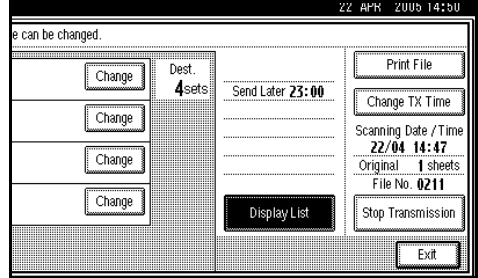 22 APR 2005 14:50
e can be changed.
Change
Change
Change
Change
Dest.
4sets
Send Later 23:00
Display List
Print File
Change TX Time
Scanning Date / Time
22/04 14:47
Original 1 sheets
File No. 0211
Stop Transmission
Exit